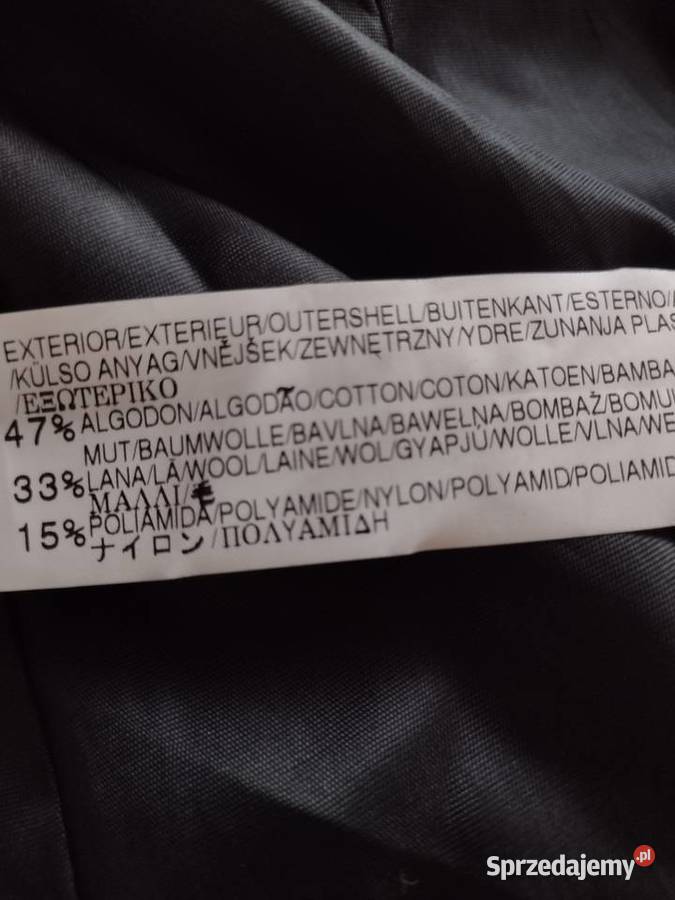 EXTERIOR/EXTERIEUR/OUTERSHELL/BUITENKANT/ESTERNO/
/KÜLSO ANYAG/VNĚJŠEK/ZEWNĘTRZNY/YDRE/ZUNANJA PLAS
/ΕΞΩΤΕΡΙΚΟ
47% ALGODON/ALGODÃO/COTTON/COTON/KATOEN/BAMBA
MUT/BAUMWOLLE/BAVLNA/BAWEŁNA/BOMBAŽ/BOMU
33% LANA/LÃ/WOOL/LAINE/WOL/GYAPJÚ/WOLLE/VLNA/WE
ΜΑΛΛΙ/毛
15% POLIAMIDA/POLYAMIDE/NYLON/POLYAMID/POLIAMID
ナイロン/ΠΟΛΥΑΜΙΔΗ
Sprzedajemy.pl